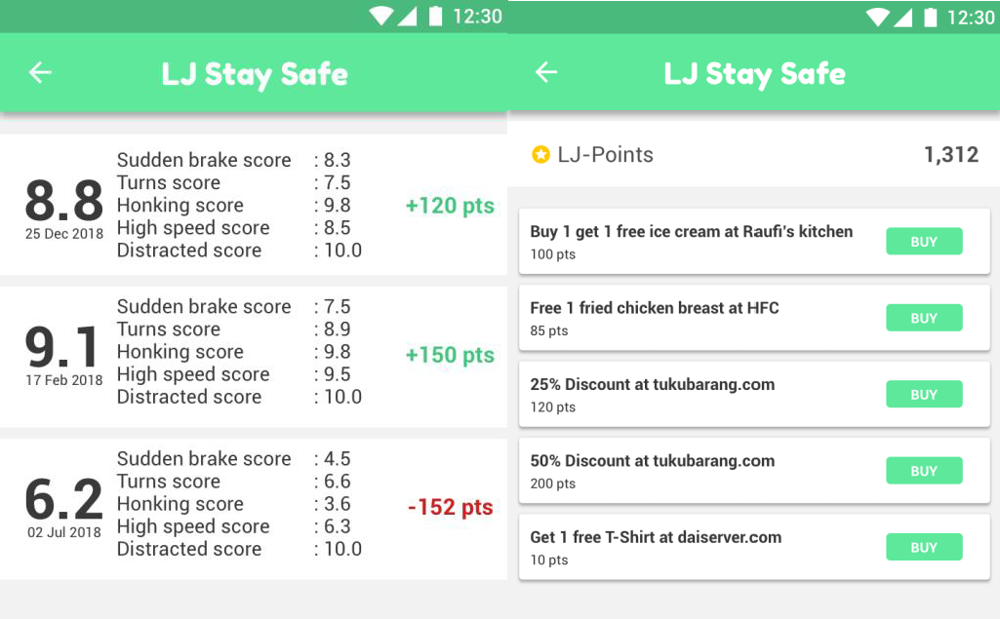 12:30
LJ Stay Safe
8.8
25 Dec 2018
Sudden brake score : 8.3
Turns score : 7.5
Honking score : 9.8
High speed score : 8.5
Distracted score : 10.0
+120 pts
9.1
17 Feb 2018
Sudden brake score : 7.5
Turns score : 8.9
Honking score : 9.8
High speed score : 9.5
Distracted score : 10.0
+150 pts
6.2
02 Jul 2018
Sudden brake score : 4.5
Turns score : 6.6
Honking score : 3.6
High speed score : 6.3
Distracted score : 10.0
-152 pts
12:30
LJ Stay Safe
LJ-Points 1,312
Buy 1 get 1 free ice cream at Raufi's kitchen
100 pts
BUY
Free 1 fried chicken breast at HFC
85 pts
BUY
25% Discount at tukubarang.com
120 pts
BUY
50% Discount at tukubarang.com
200 pts
BUY
Get 1 free T-Shirt at daiserver.com
10 pts
BUY